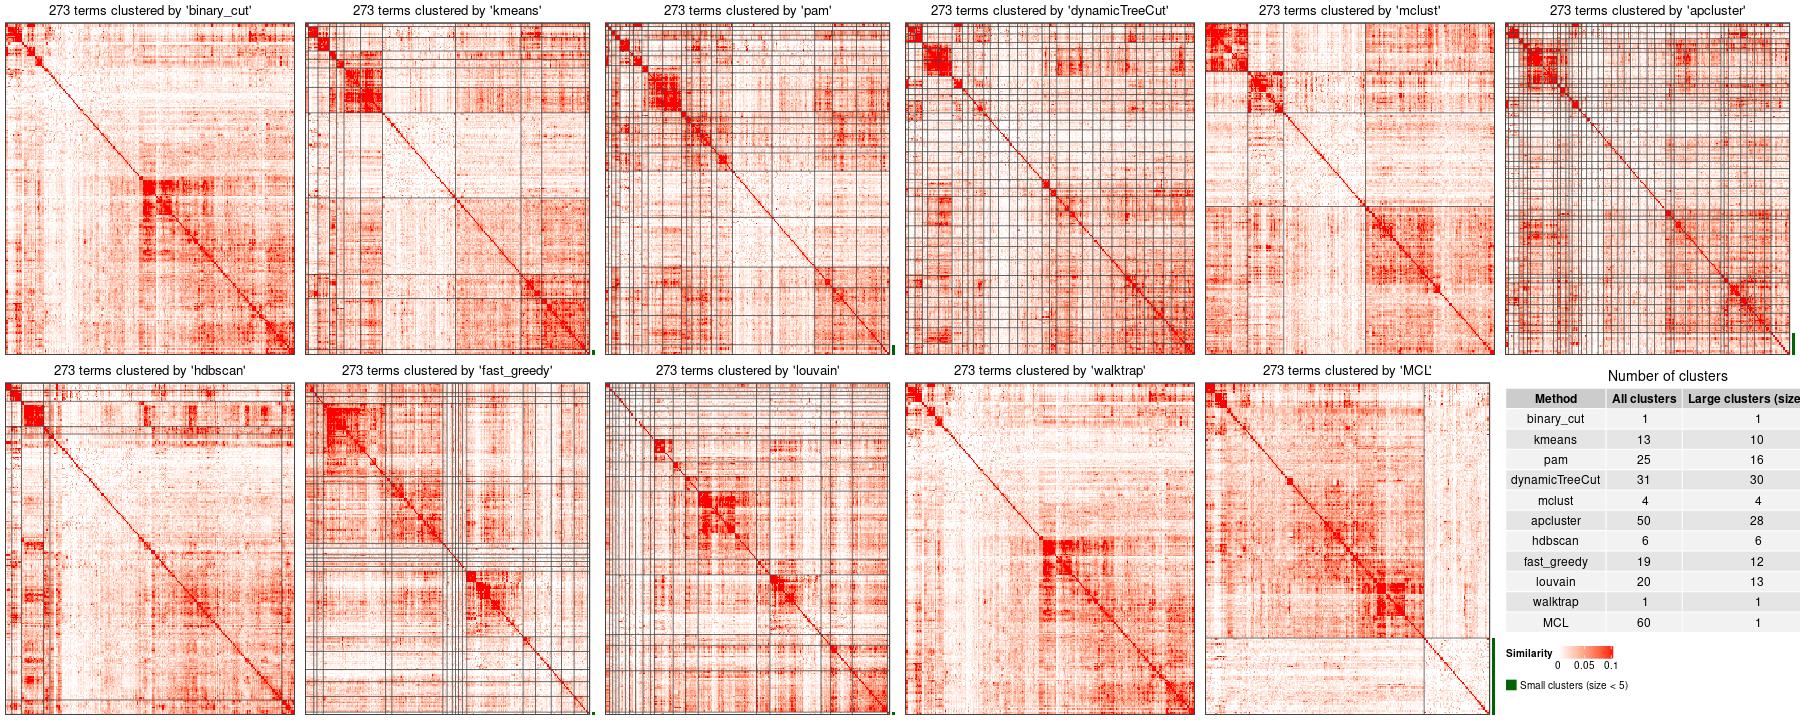 273 terms clustered by 'binary_cut'
273 terms clustered by 'kmeans'
273 terms clustered by 'pam'
273 terms clustered by 'dynamicTreeCut'
273 terms clustered by 'mclust'
273 terms clustered by 'apcluster'
273 terms clustered by 'hdbscan'
273 terms clustered by 'fast_greedy'
273 terms clustered by 'louvain'
273 terms clustered by 'walktrap'
273 terms clustered by 'MCL'
Number of clusters
Method All clusters Large clusters (size
binary_cut 1 1
kmeans 13 10
pam 25 16
dynamicTreeCut 31 30
mclust 4 4
apcluster 50 28
hdbscan 6 6
fast_greedy 19 12
louvain 20 13
walktrap 1 1
MCL 60 1
Similarity
0 0.05 0.1
Small clusters (size < 5)